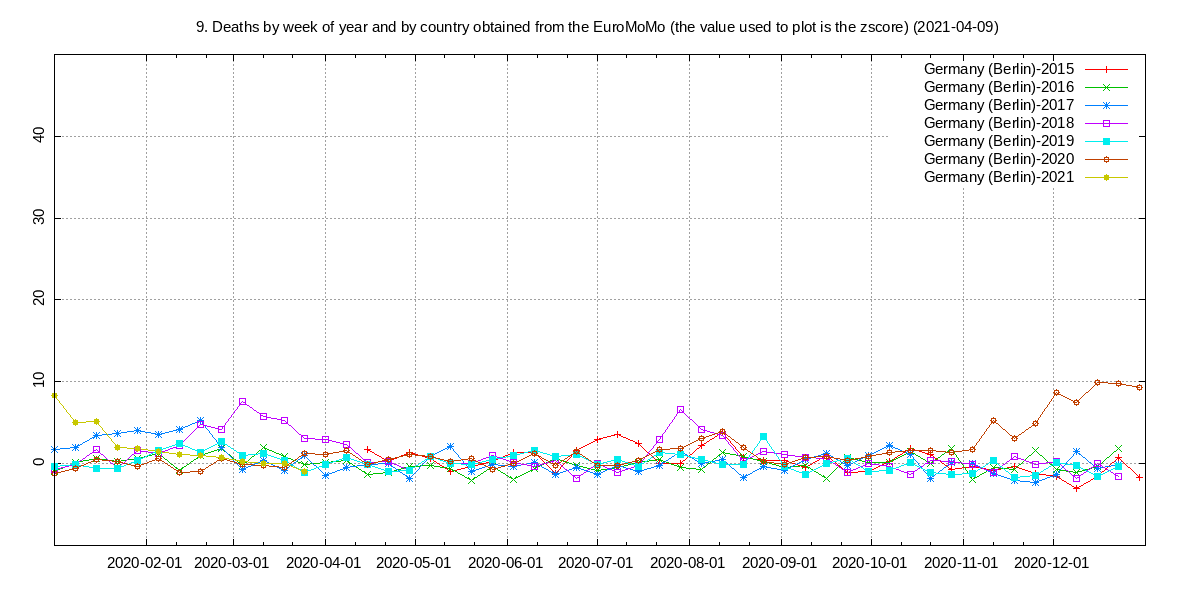 9. Deaths by week of year and by country obtained from the EuroMoMo (the value used to plot is the zscore) (2021-04-09)
Germany (Berlin)-2015
Germany (Berlin)-2016
Germany (Berlin)-2017
Germany (Berlin)-2018
Germany (Berlin)-2019
Germany (Berlin)-2020
Germany (Berlin)-2021
40
30
20
10
0
2020-02-01 2020-03-01 2020-04-01 2020-05-01 2020-06-01 2020-07-01 2020-08-01 2020-09-01 2020-10-01 2020-11-01 2020-12-01